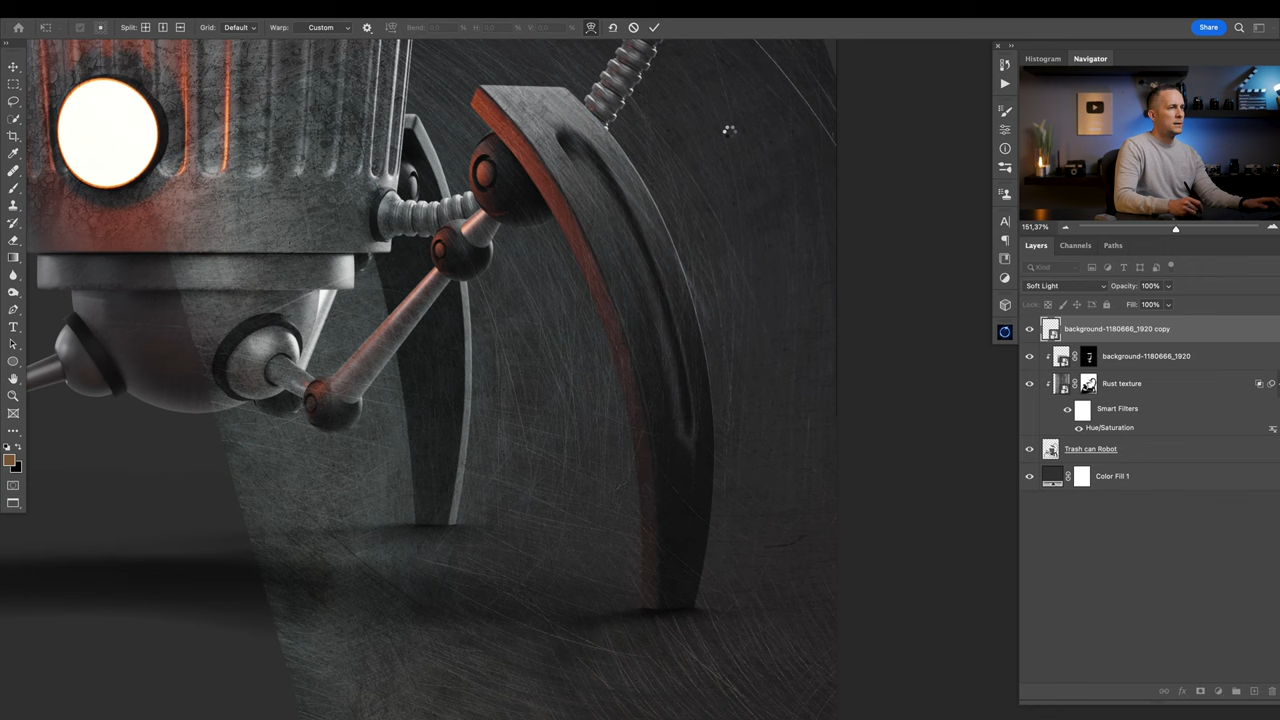 Split: Grid: Default Warp: Custom Bend: H: V: Share
Histogram Navigator
151,37%
Layers Channels Paths
Kind
Soft Light Opacity: 100%
Lock: Fill: 100%
background-1180666_1920 copy
background-1180666_1920
Rust texture
Smart Filters
Hue/Saturation
Trash can Robot
Color Fill 1